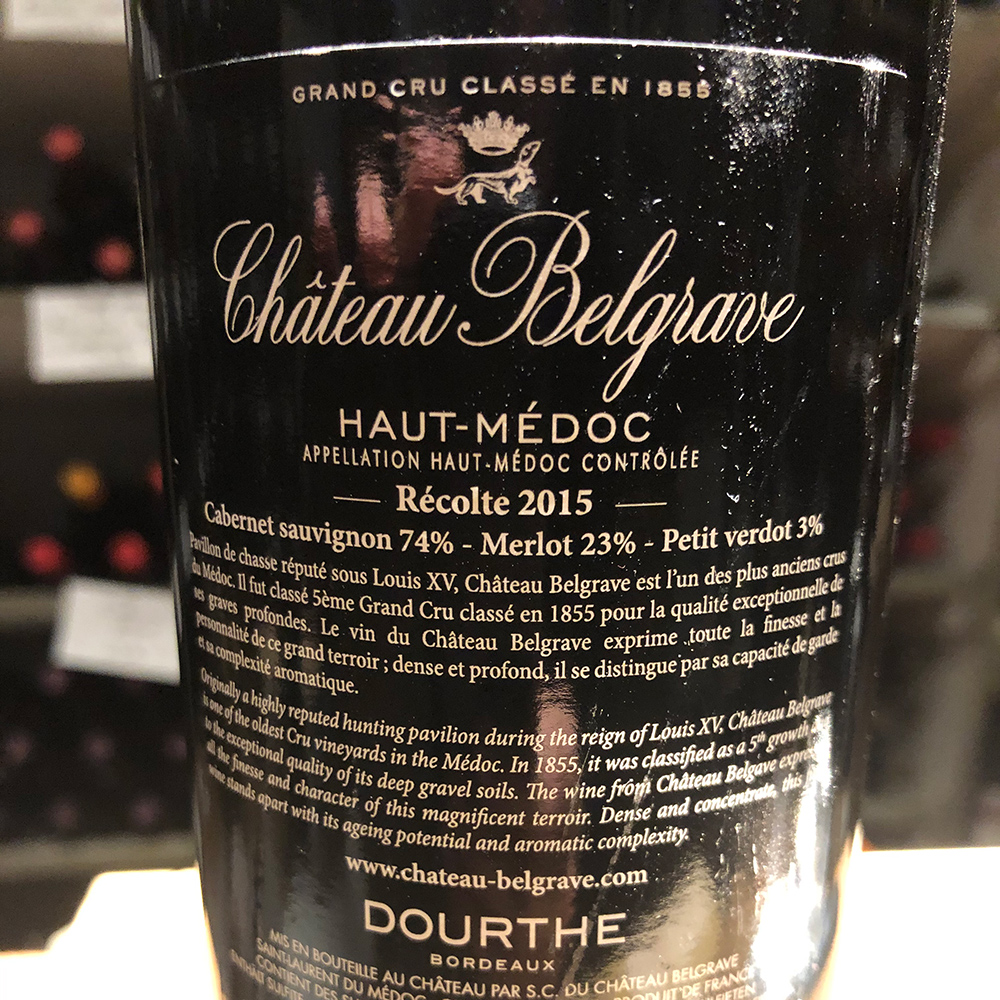 GRAND CRU CLASSÉ EN 1855
Château Belgrave
HAUT-MÉDOC
APPELLATION HAUT-MÉDOC CONTRÔLÉE
Récolte 2015
Cabernet sauvignon 74% - Merlot 23% - Petit verdot 3%
Pavillon de chasse réputé sous Louis XV, Château Belgrave est l'un des plus anciens crus
du Médoc. Il fut classé 5ème Grand Cru classé en 1855 pour la qualité exceptionnelle de
ses graves profondes. Le vin du Château Belgrave exprime toute la finesse et la
personnalité de ce grand terroir ; dense et profond, il se distingue par sa capacité de garde
et sa complexité aromatique.
Originally a highly reputed hunting pavilion during the reign of Louis XV, Château Belgrave
is one of the oldest Cru vineyards in the Médoc. In 1855, it was classified as a 5th growth
to the exceptional quality of its deep gravel soils. The wine from Château Belgave
all the finesse and character of this magnificent terroir. Dense and concentrate, this
wine stands apart with its ageing potential and aromatic complexity.
www.chateau-belgrave.com
DOURTHE
BORDEAUX
MIS EN BOUTEILLE AU CHÂTEAU PAR S.C. DU CHÂTEAU BELGRAVE
SAINT-LAURENT DU MÉDOC PRODUIT DE FRANCE
CONTIENT DES